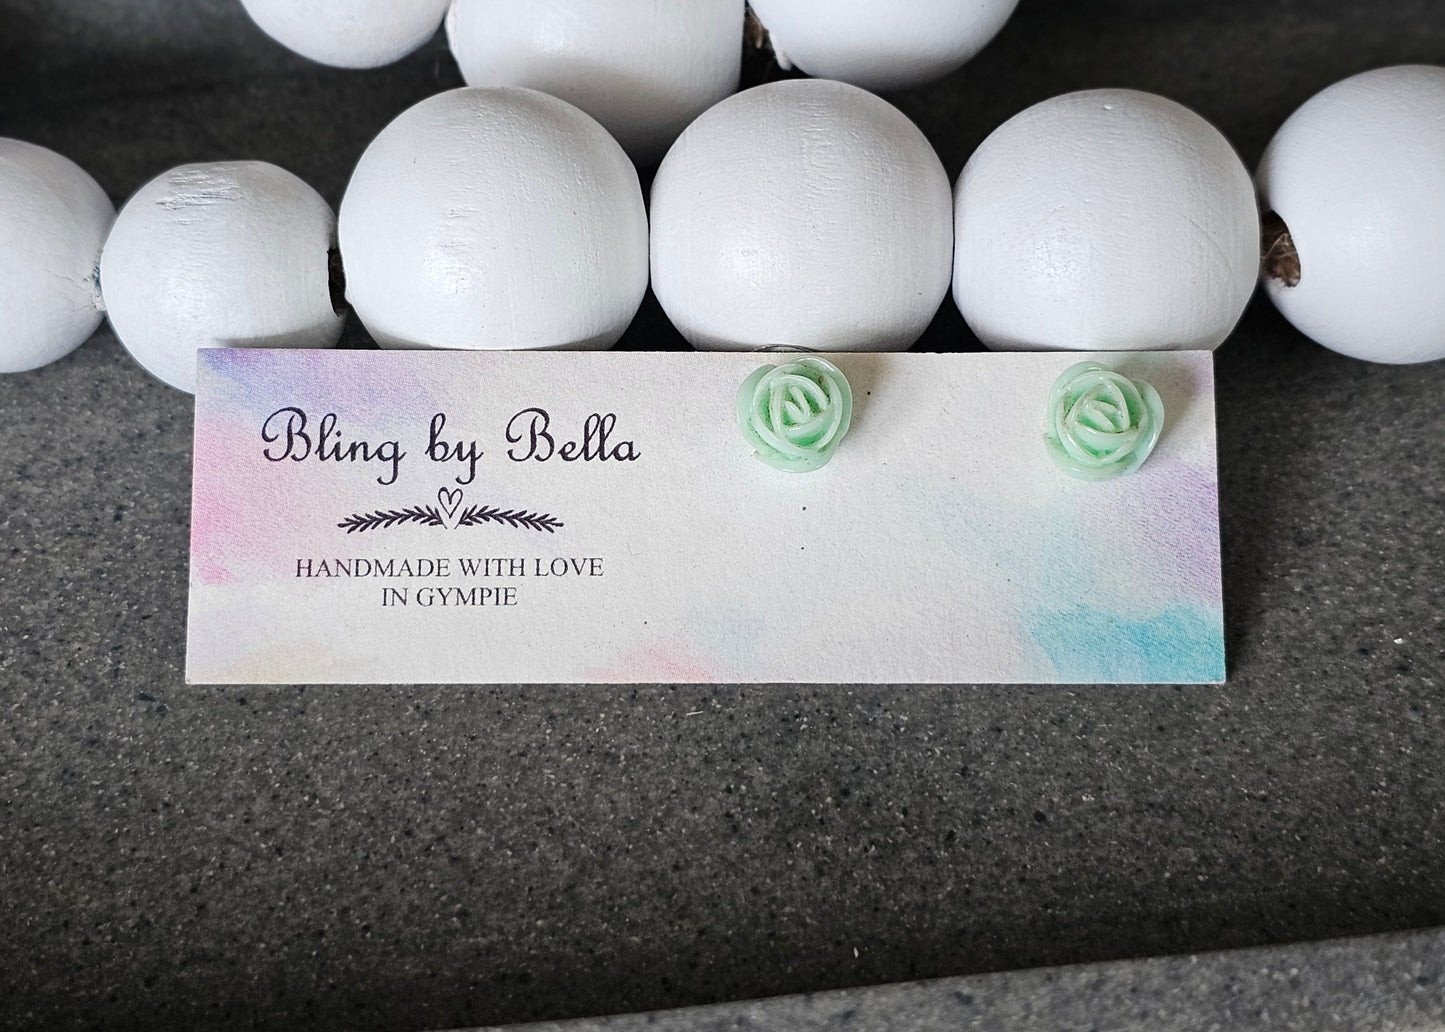 Bling by Bella
HANDMADE WITH LOVE
IN GYMPIE